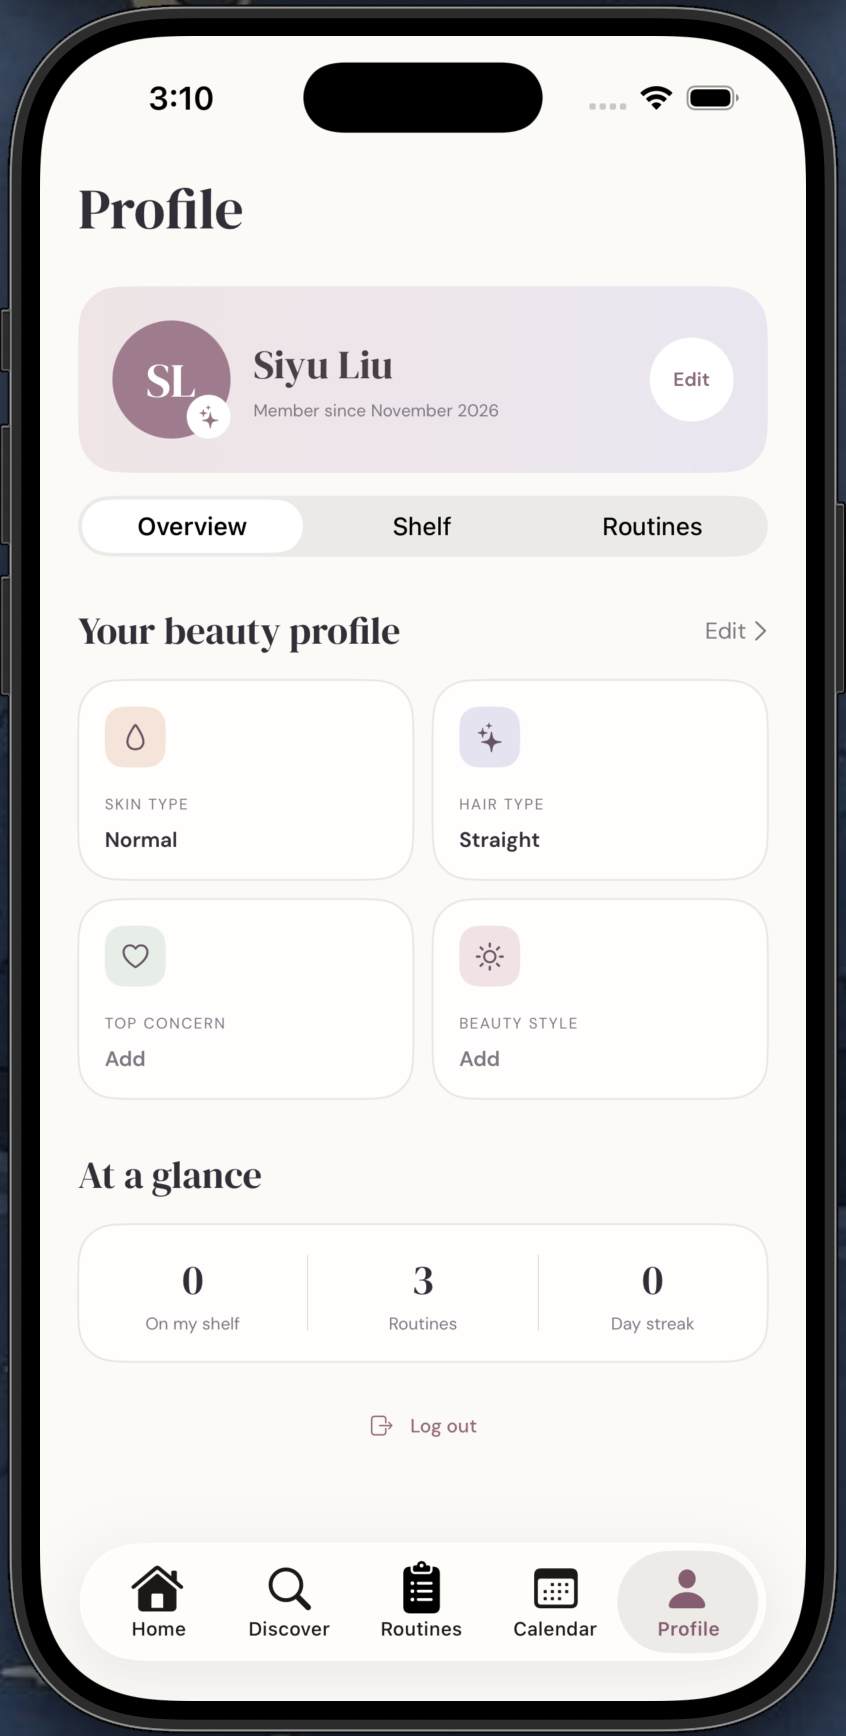 3:10
Profile
SL
Siyu Liu
Member since November 2026
Edit
Overview
Shelf
Routines
Your beauty profile
Edit
SKIN TYPE
Normal
HAIR TYPE
Straight
TOP CONCERN
Add
BEAUTY STYLE
Add
At a glance
0
On my shelf
3
Routines
0
Day streak
Log out
Home
Discover
Routines
Calendar
Profile